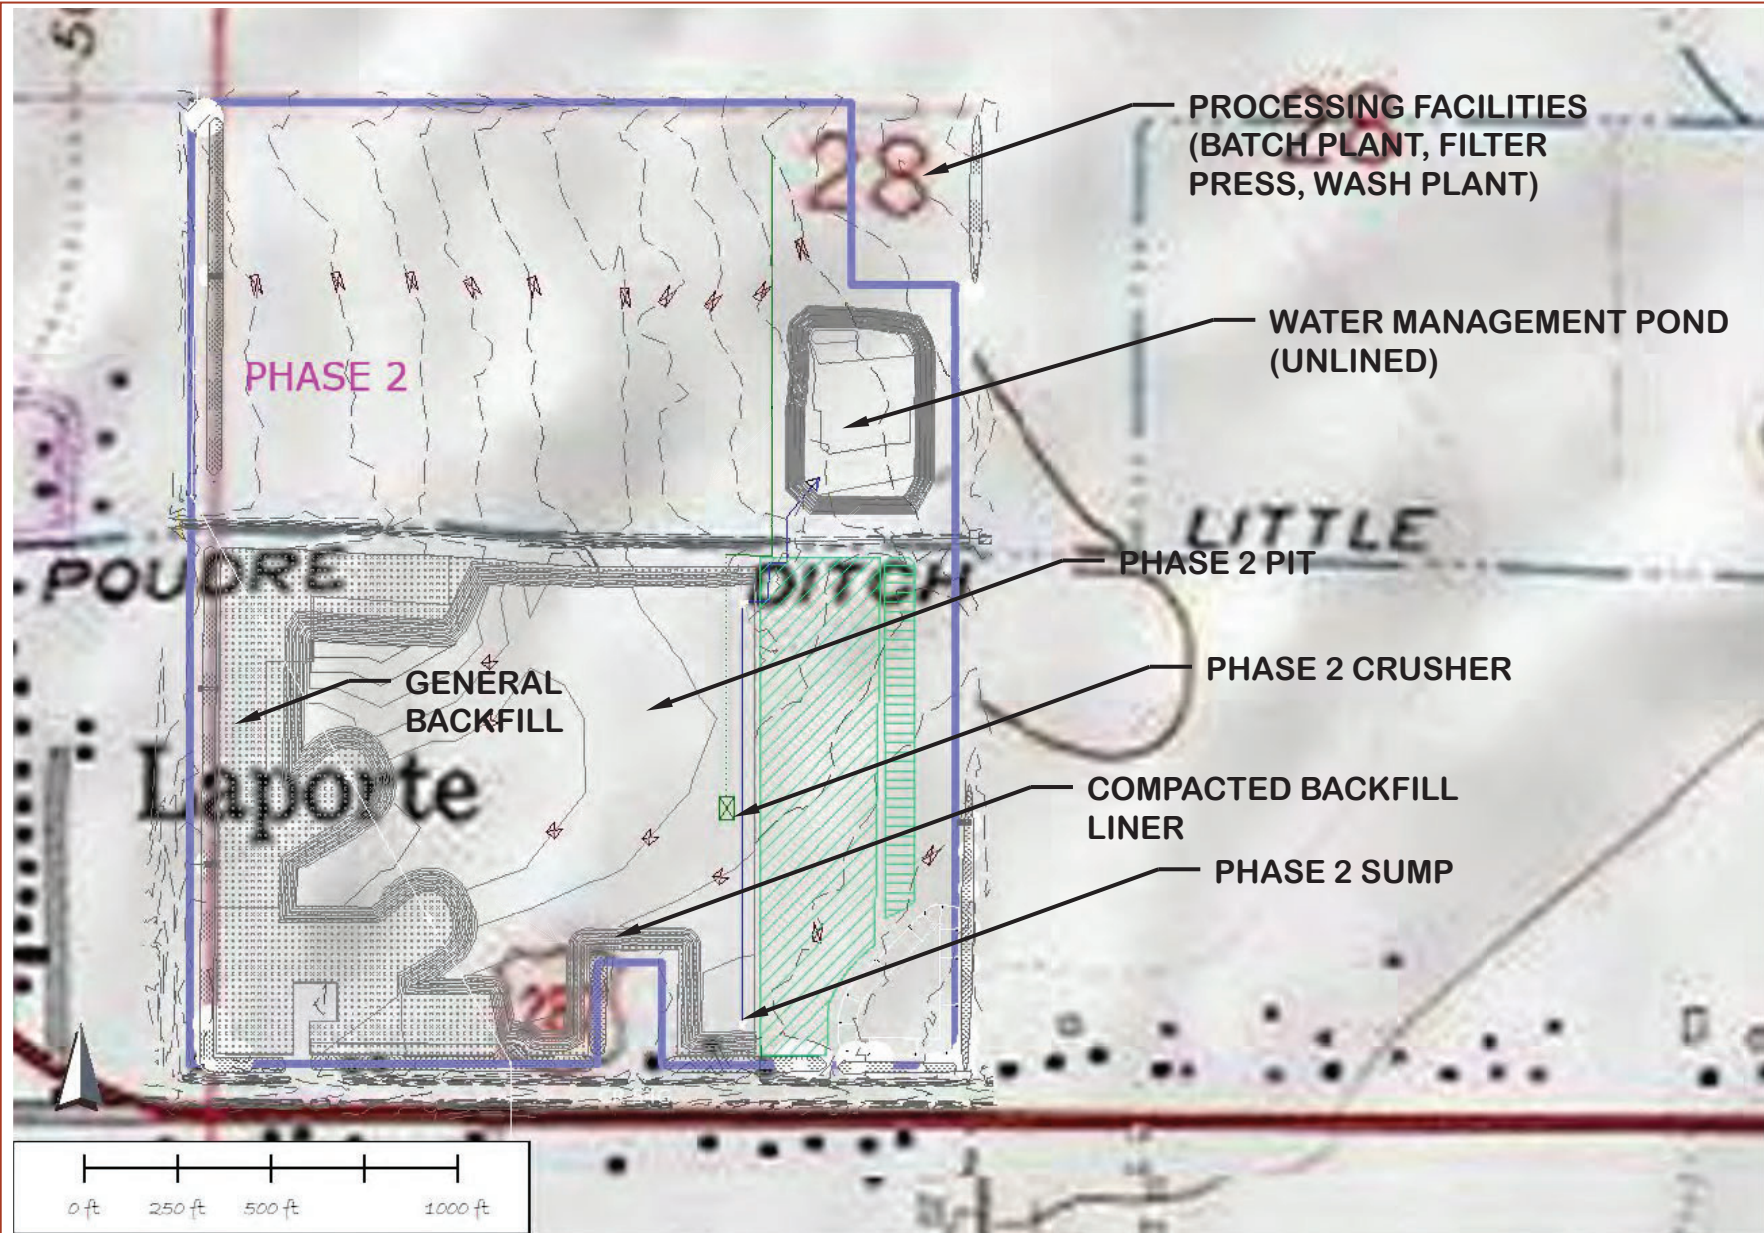 PROCESSING FACILITIES
(BATCH PLANT, FILTER
PRESS, WASH PLANT)
28
28
WATER MANAGEMENT POND
(UNLINED)
PHASE 2
LITTLE
POUDRE
DITCH
PHASE 2 PIT
PHASE 2 CRUSHER
GENERAL
BACKFILL
Laporte
COMPACTED BACKFILL
LINER
PHASE 2 SUMP
0 ft
250 ft
500 ft
1000 ft